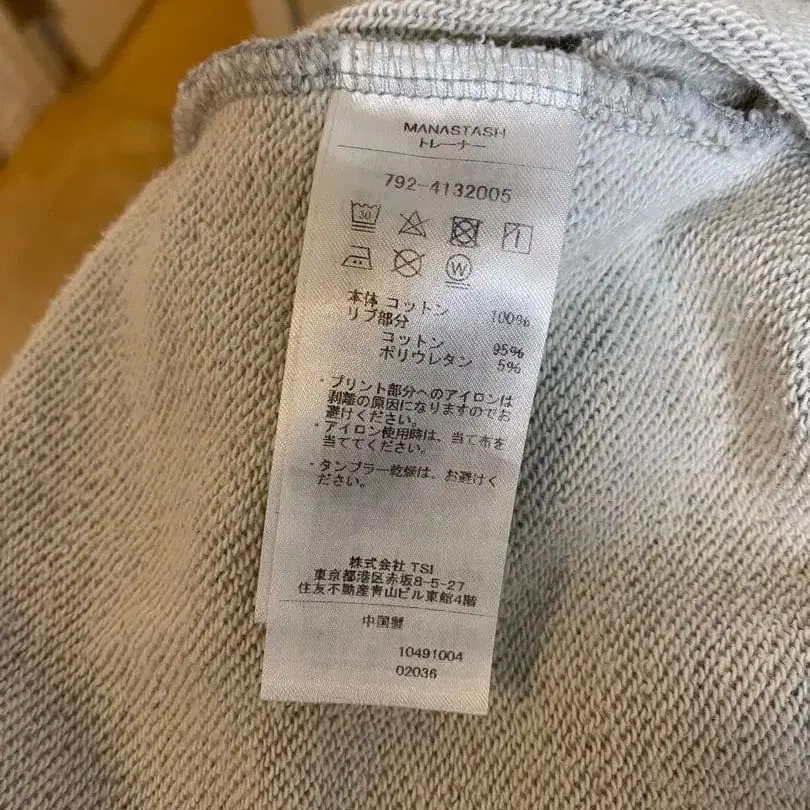 MANASTASH
トレーナー
792-4132005
30
W
本体 コットン 100%
リブ部分
コットン 95%
ポリウレタン 5%
・プリント部分へのアイロンは
剥離の原因になりますのでお
避けください。
・アイロン使用時は、当て布を
当ててください。
・タンブラー乾燥は、お避けく
ださい。
株式会社 TSI
東京都港区赤坂8-5-27
住友不動産青山ビル東館4階
中国製
10491004
02036